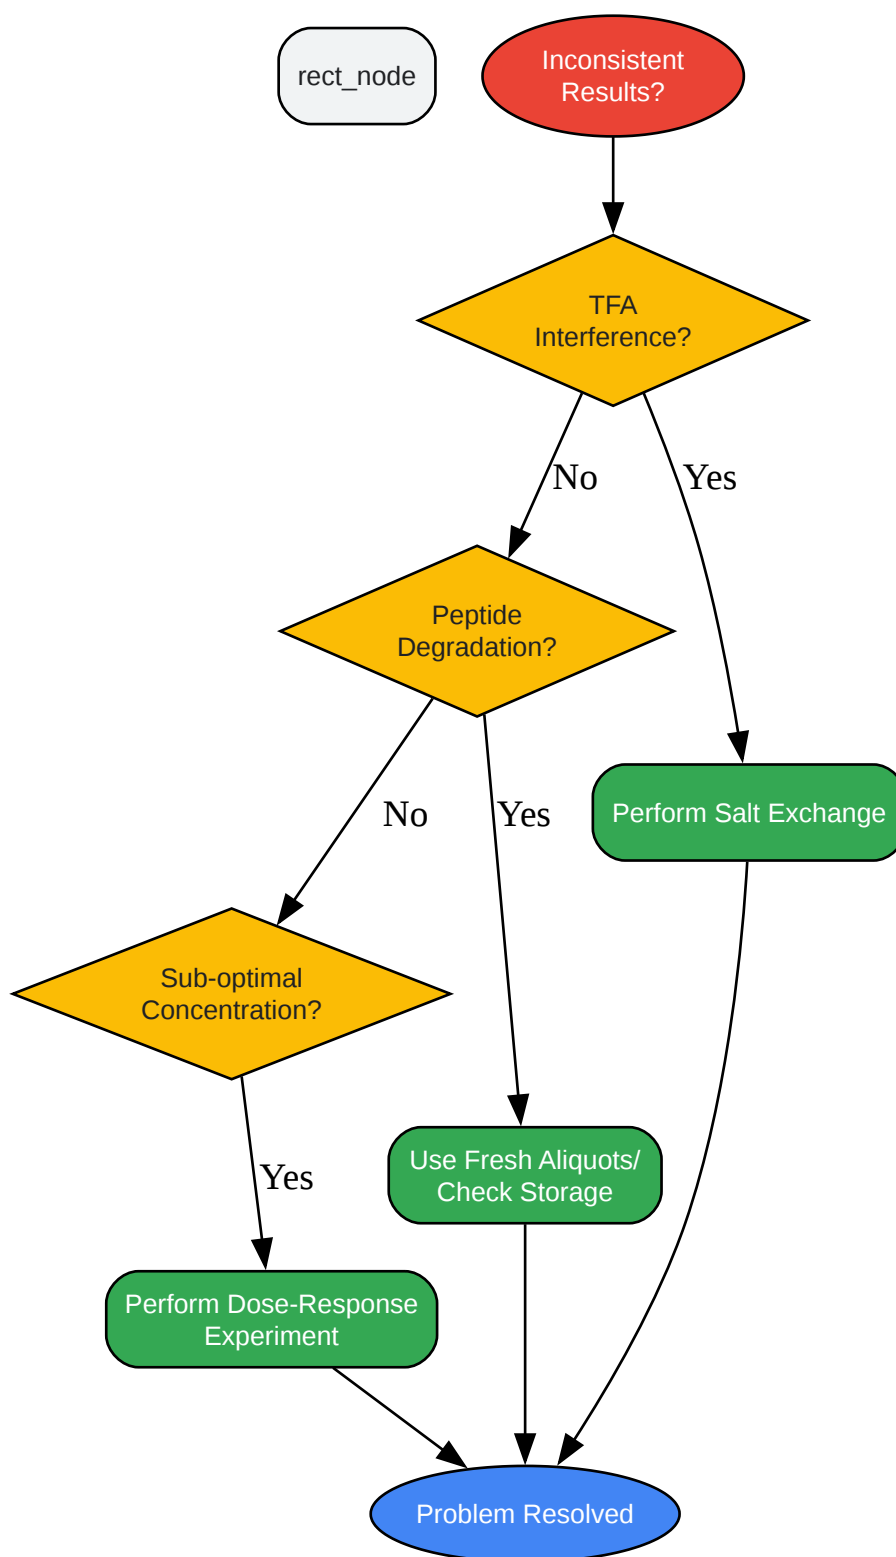 rect_node
Inconsistent
Results?
TFA
Interference?
No
Yes
Peptide
Degradation?
No
Yes
Perform Salt Exchange
Sub-optimal
Concentration?
Yes
Use Fresh Aliquots/
Check Storage
Perform Dose-Response
Experiment
Problem Resolved